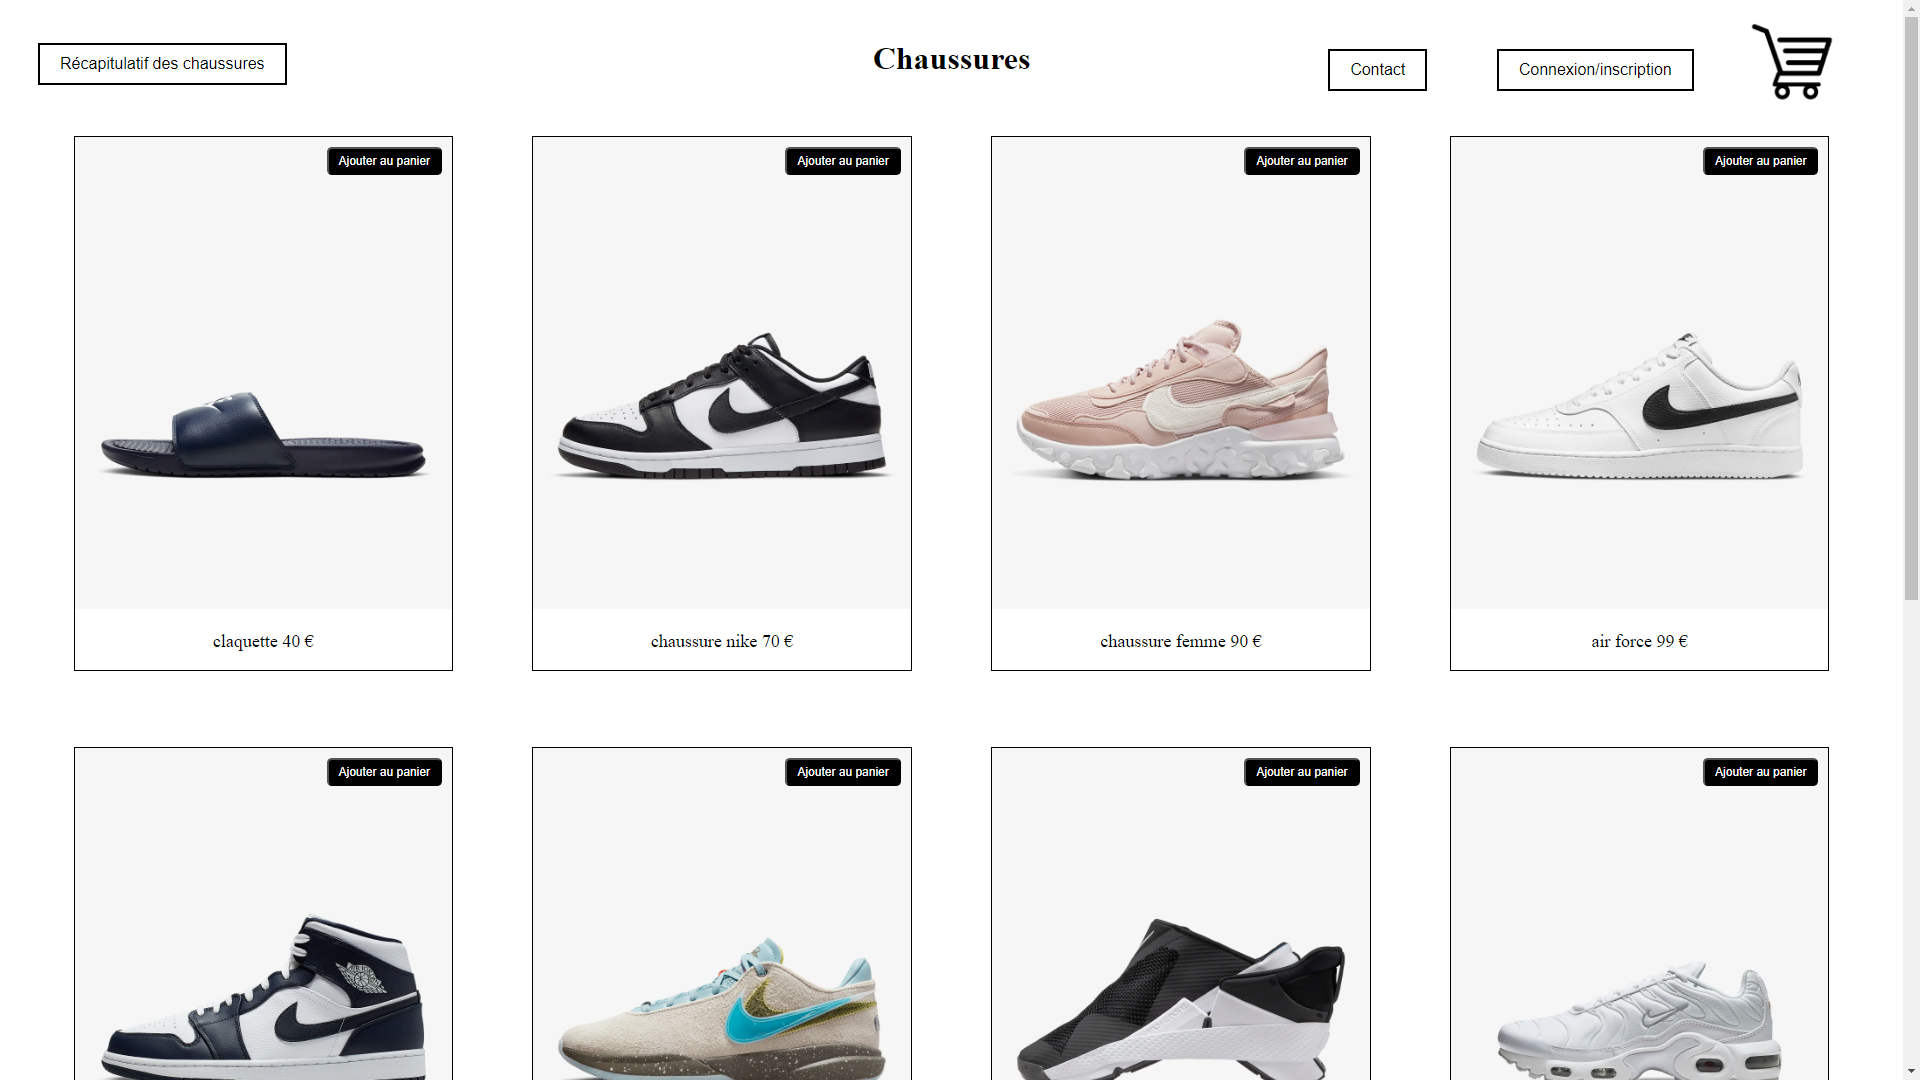 Récapitulatif des chaussures
Chaussures
Contact
Connexion/inscription
Ajouter au panier
Ajouter au panier
Ajouter au panier
Ajouter au panier
claquette 40 €
chaussure nike 70 €
chaussure femme 90 €
air force 99 €
Ajouter au panier
Ajouter au panier
Ajouter au panier
Ajouter au panier